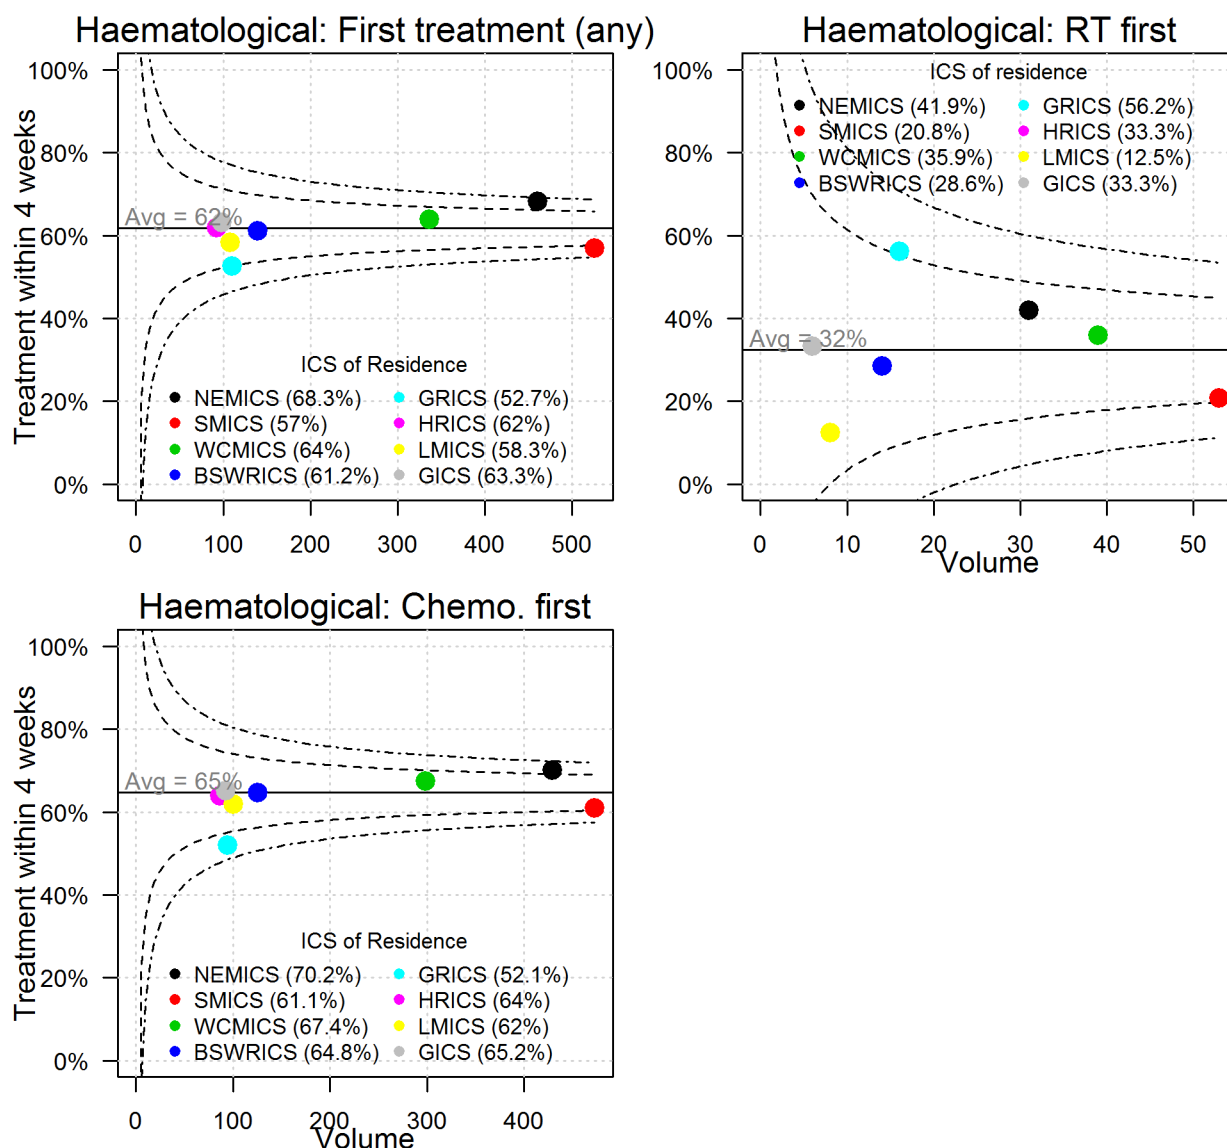 Haematological: First treatment (any)
Treatment within 4 weeks
100%
80%
60%
40%
20%
0%
Avg = 62%
ICS of Residence
NEMICS (68.3%)
SMICS (57%)
WCMICS (64%)
BSWRICS (61.2%)
GRICS (52.7%)
HRICS (62%)
LMICS (58.3%)
GICS (63.3%)
0 100 200 300 400 500
Haematological: RT first
100%
80%
60%
40%
20%
0%
Avg = 32%
ICS of residence
NEMICS (41.9%)
SMICS (20.8%)
WCMICS (35.9%)
BSWRICS (28.6%)
GRICS (56.2%)
HRICS (33.3%)
LMICS (12.5%)
GICS (33.3%)
0 10 20 30 40 50
Volume
Haematological: Chemo. first
Treatment within 4 weeks
100%
80%
60%
40%
20%
0%
Avg = 65%
ICS of Residence
NEMICS (70.2%)
SMICS (61.1%)
WCMICS (67.4%)
BSWRICS (64.8%)
GRICS (52.1%)
HRICS (64%)
LMICS (62%)
GICS (65.2%)
0 100 200 300 400
Volume